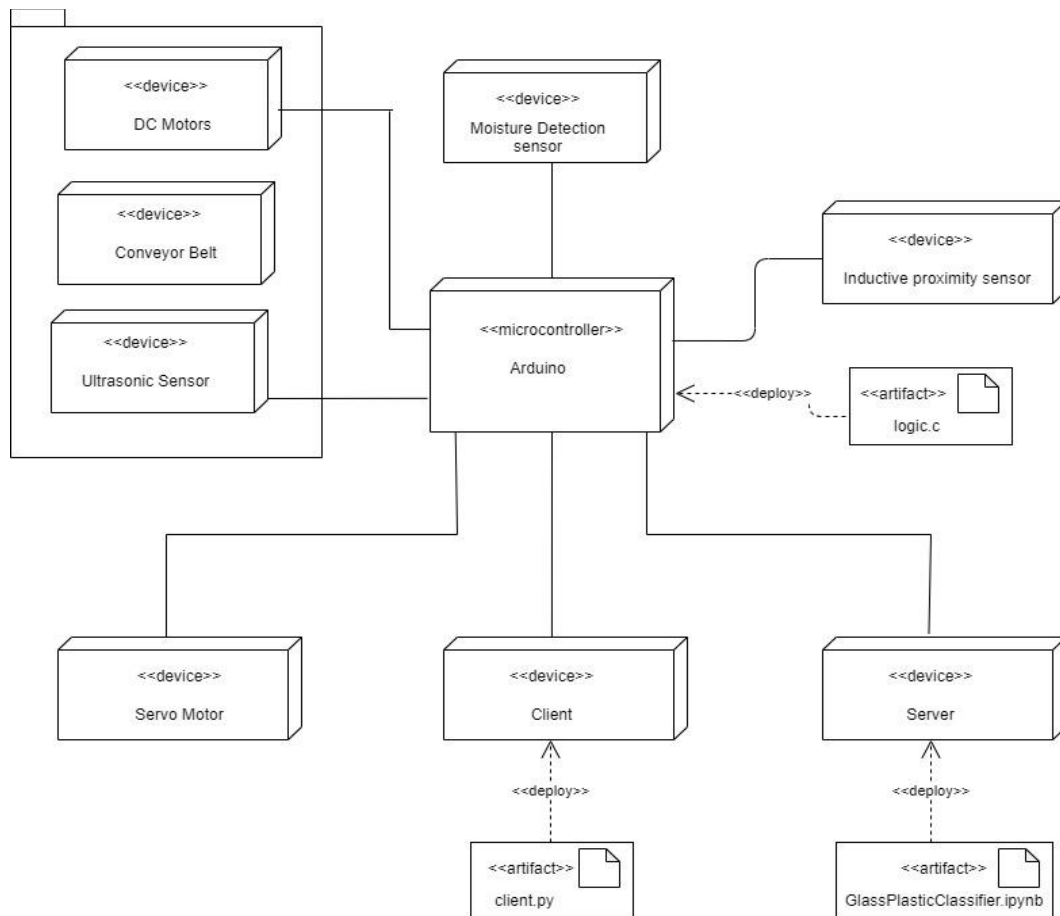 <<device>>
DC Motors
<<device>>
Moisture Detection
sensor
<<device>>
Conveyor Belt
<<device>>
Inductive proximity sensor
<<device>>
Ultrasonic Sensor
<<microcontroller>>
Arduino
<<deploy>>
<<artifact>>
logic.c
<<device>>
Servo Motor
<<device>>
Client
<<device>>
Server
<<deploy>>
<<deploy>>
<<artifact>>
client.py
<<artifact>>
GlassPlasticClassifier.ipynb